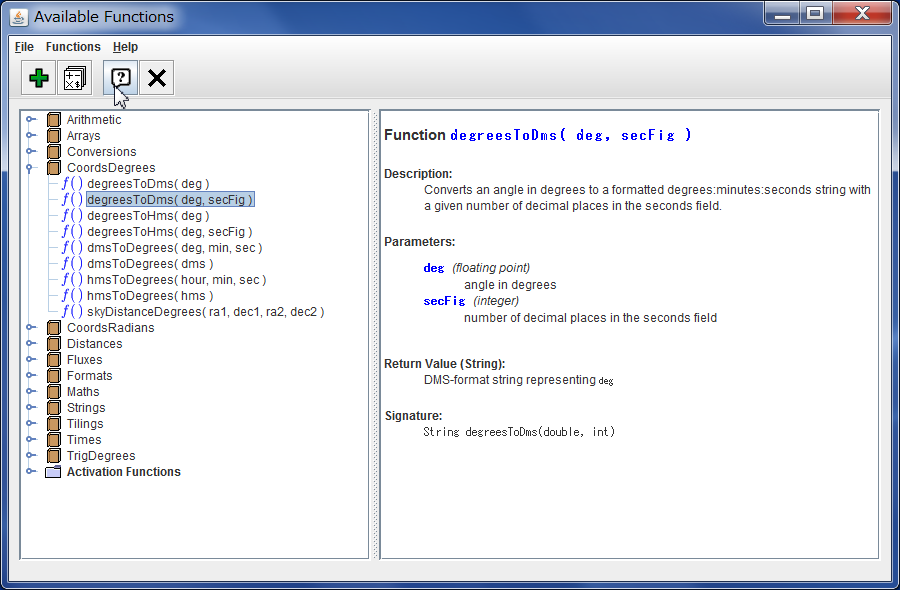 Available Functions
File Functions Help
Arithmetic
Arrays
Conversions
CoordsDegrees
f() degreesToDms( deg )
f() degreesToDms( deg, secFig )
f() degreesToHms( deg )
f() degreesToHms( deg, secFig )
f() dmsToDegrees( deg, min, sec )
f() dmsToDegrees( dms )
f() hmsToDegrees( hour, min, sec )
f() hmsToDegrees( hms )
f() skyDistanceDegrees( ra1, dec1, ra2, dec2 )
CoordsRadians
Distances
Fluxes
Formats
Maths
Strings
Tilings
Times
TrigDegrees
Activation Functions
Function degreesToDms( deg, secFig )
Description:
Converts an angle in degrees to a formatted degrees:minutes:seconds string with
a given number of decimal places in the seconds field.
Parameters:
deg (floating point)
angle in degrees
secFig (integer)
number of decimal places in the seconds field
Return Value (String):
DMS-format string representing deg
Signature:
String degreesToDms(double, int)